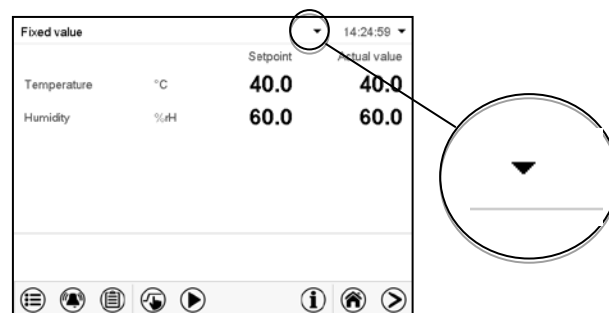 Fixed value 14:24:59
Setpoint Actual value
Temperature °C 40.0 40.0
Humidity %rH 60.0 60.0